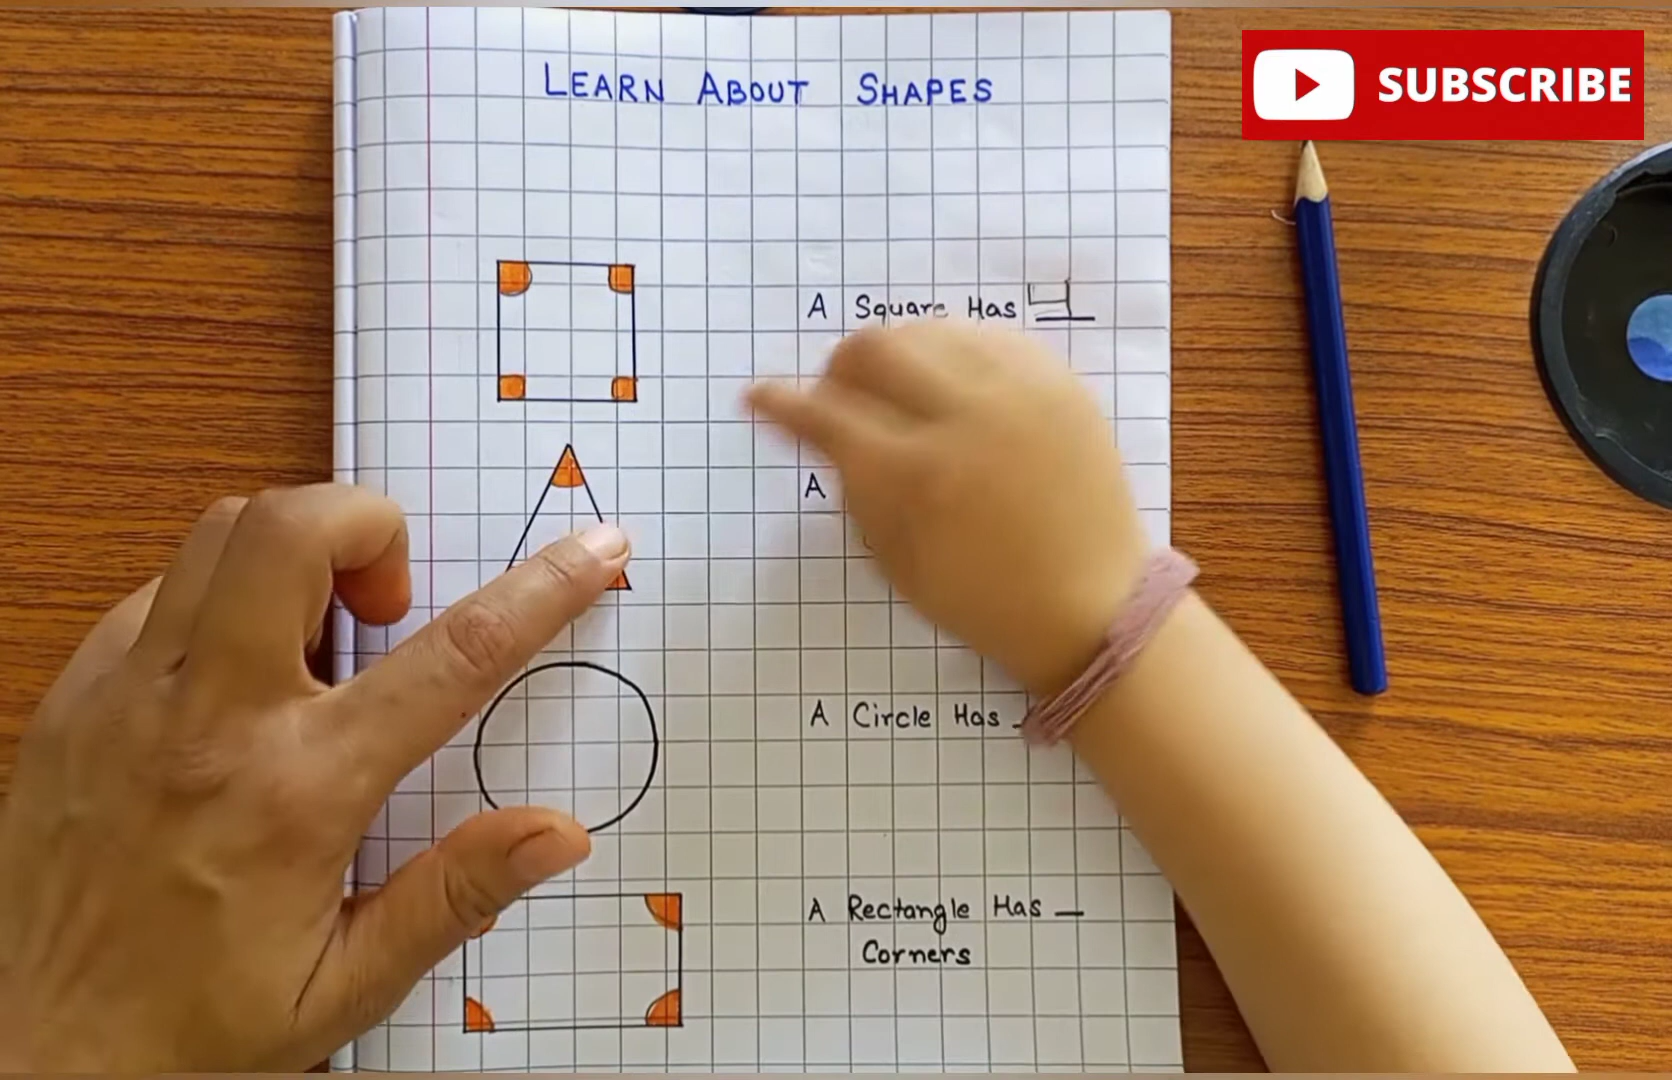 LEARN ABOUT SHAPES
SUBSCRIBE
A Square Has 4
A
A Circle Has
A Rectangle Has _
Corners